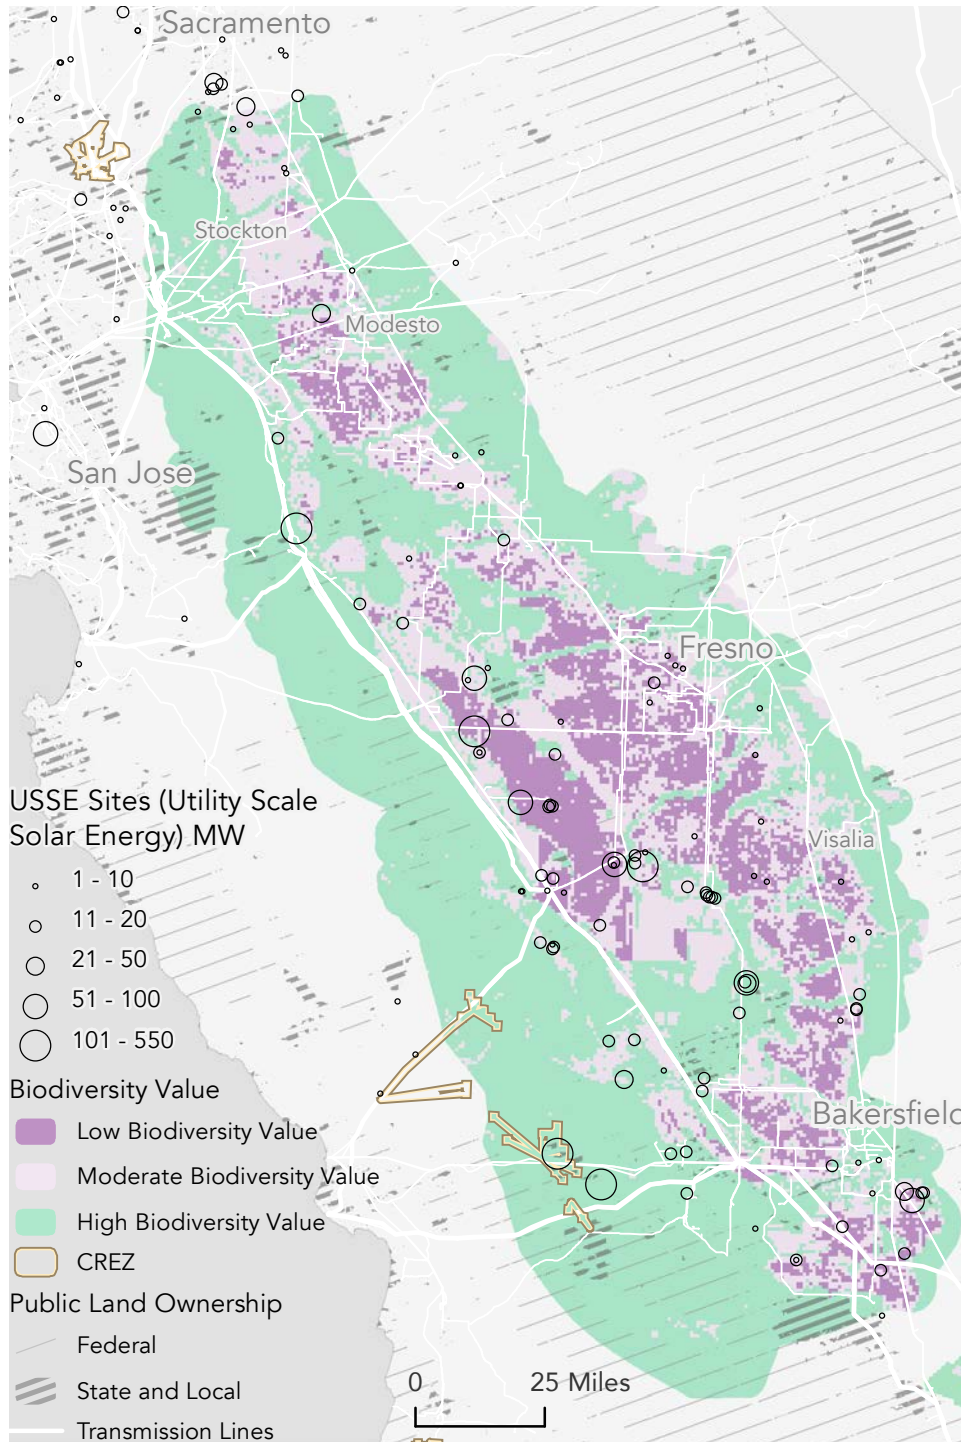 Sacramento
Stockton
Modesto
San Jose
Fresno
Visalia
Bakersfield
USSE Sites (Utility Scale
Solar Energy) MW
1 - 10
11 - 20
21 - 50
51 - 100
101 - 550
Biodiversity Value
Low Biodiversity Value
Moderate Biodiversity Value
High Biodiversity Value
CREZ
Public Land Ownership
Federal
State and Local
Transmission Lines
0 25 Miles